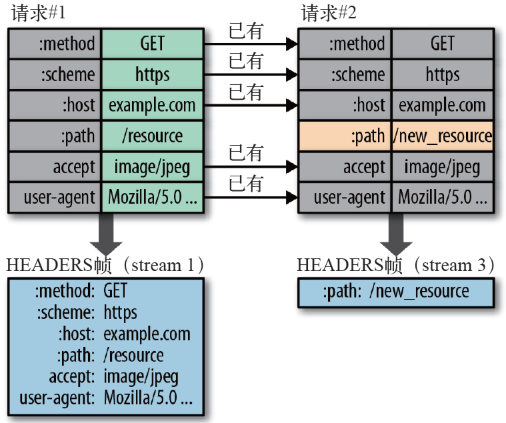 请求#1 请求#2
:method GET 已有 :method GET
:scheme https 已有 :scheme https
:host example.com 已有 :host example.com
:path /resource :path /new_resource
accept image/jpeg 已有 accept image/jpeg
user-agent Mozilla/5.0 ... 已有 user-agent Mozilla/5.0 ...
HEADERS帧（stream 1） HEADERS帧（stream 3）
:method: GET :path: /new_resource
:scheme: https
:host: example.com
:path: /resource
accept: image/jpeg
user-agent: Mozilla/5.0 ...